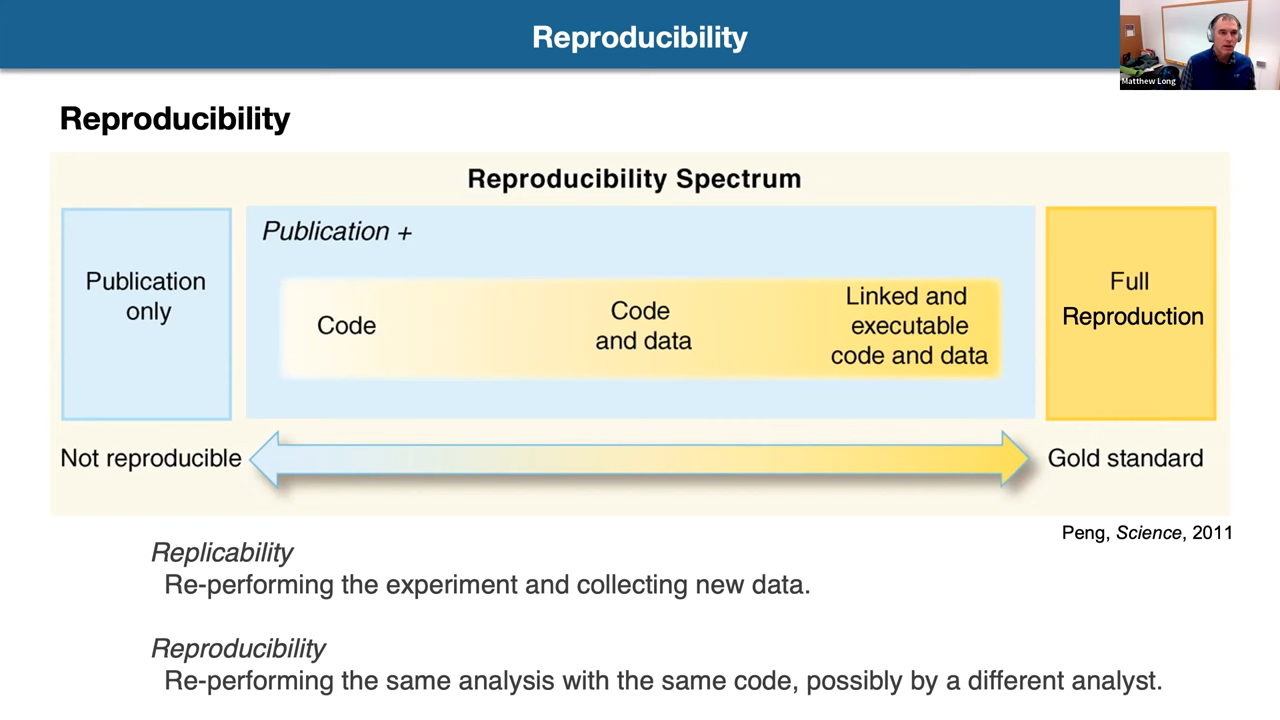 Reproducibility
Matthew Long
Reproducibility
Reproducibility Spectrum
Publication
only
Publication +
Code
Code
and data
Linked and
executable
code and data
Full
Reproduction
Not reproducible
Gold standard
Peng, Science, 2011
Replicability
Re-performing the experiment and collecting new data.
Reproducibility
Re-performing the same analysis with the same code, possibly by a different analyst.